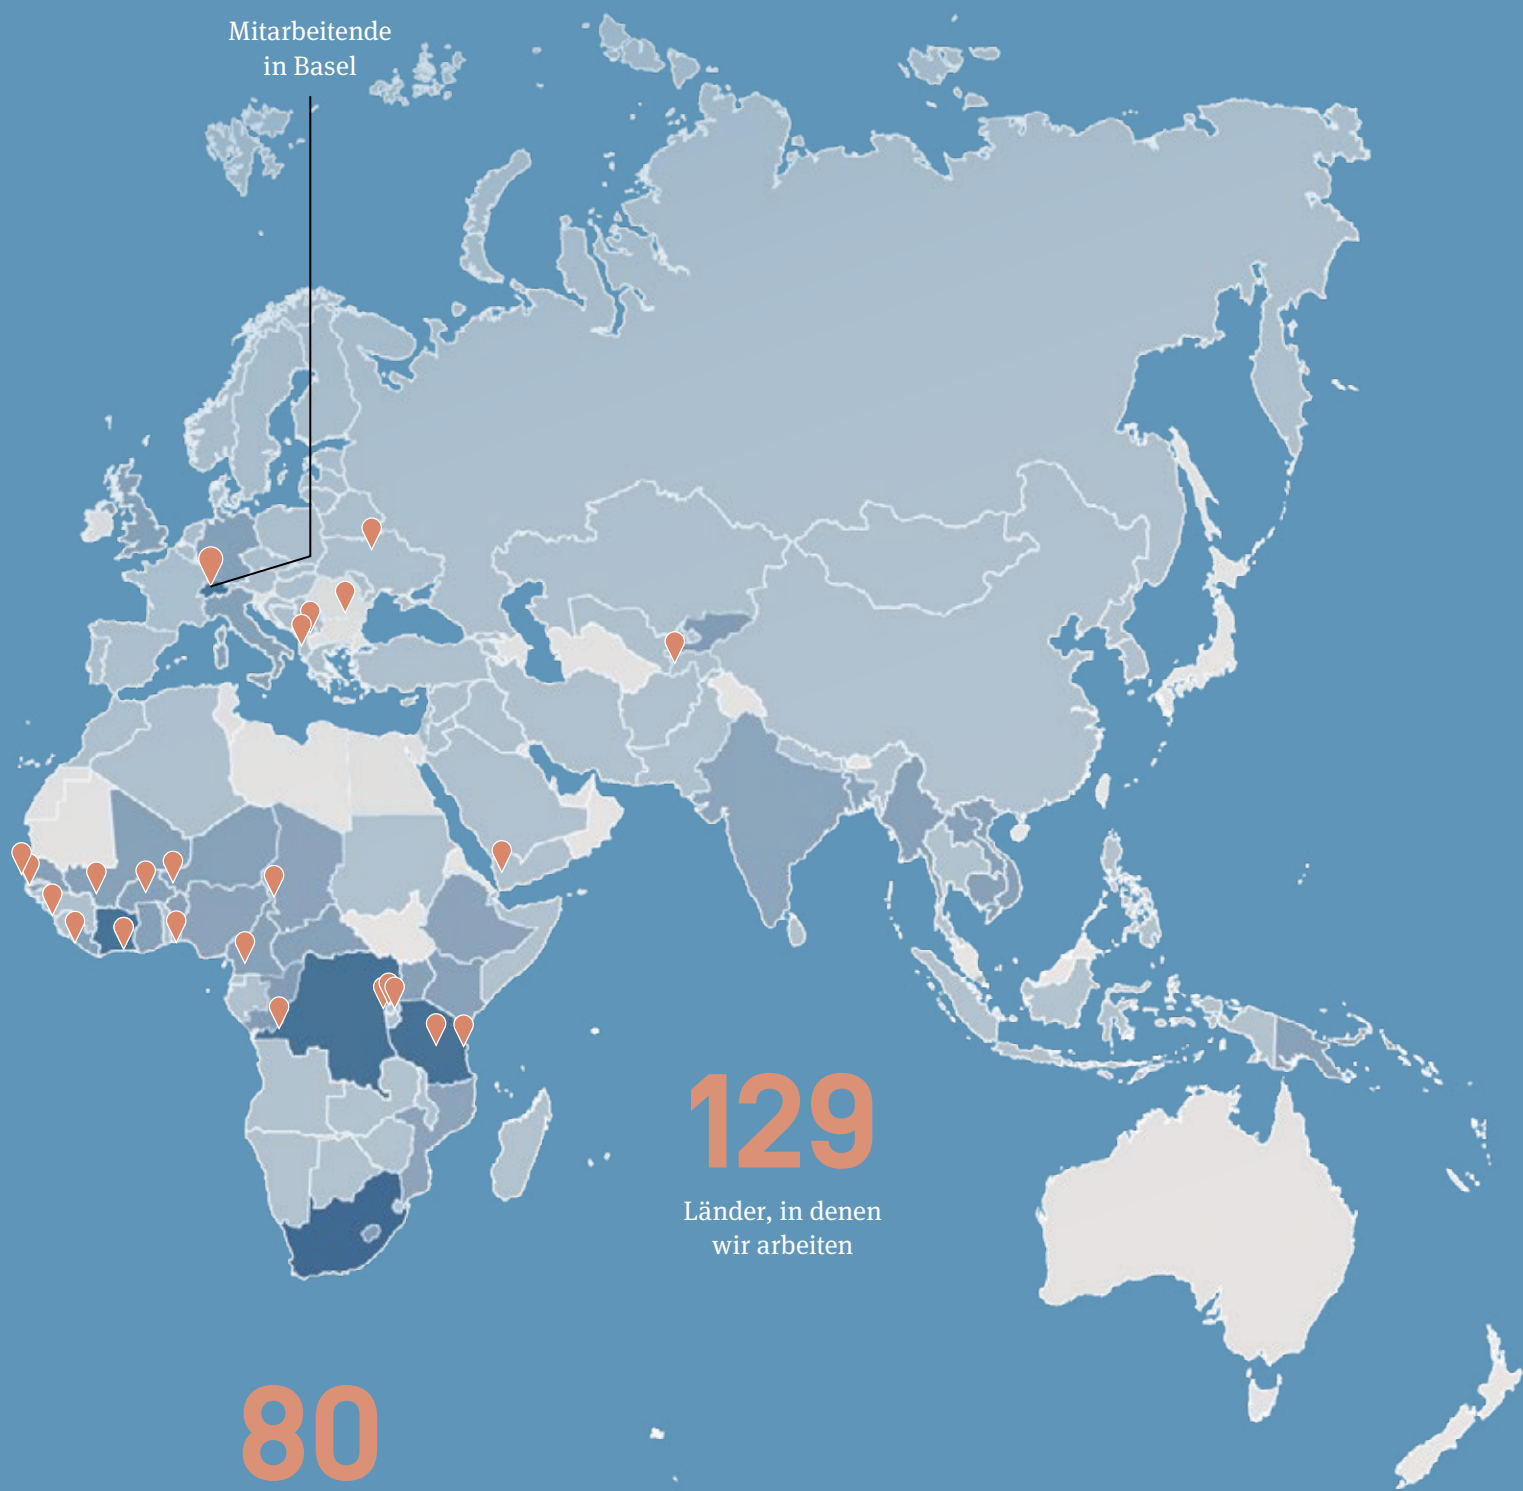 Mitarbeitende
in Basel
129
Länder, in denen
wir arbeiten
80